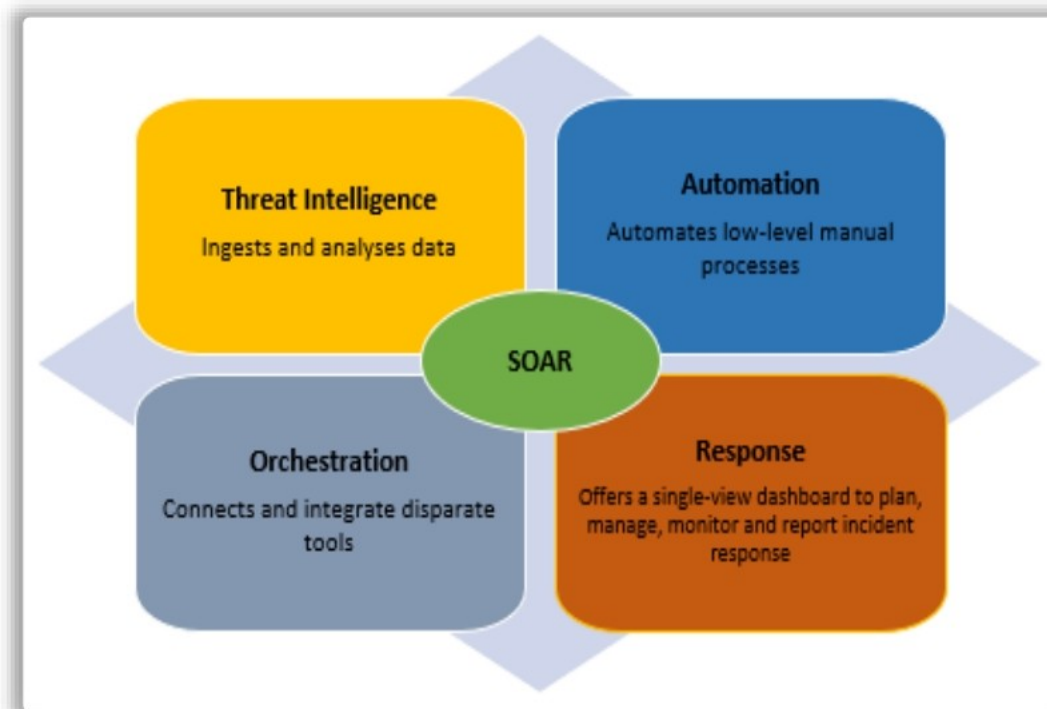 Threat Intelligence
Ingests and analyses data
Automation
Automates low-level manual
processes
SOAR
Orchestration
Connects and integrate disparate
tools
Response
Offers a single-view dashboard to plan,
manage, monitor and report incident
response